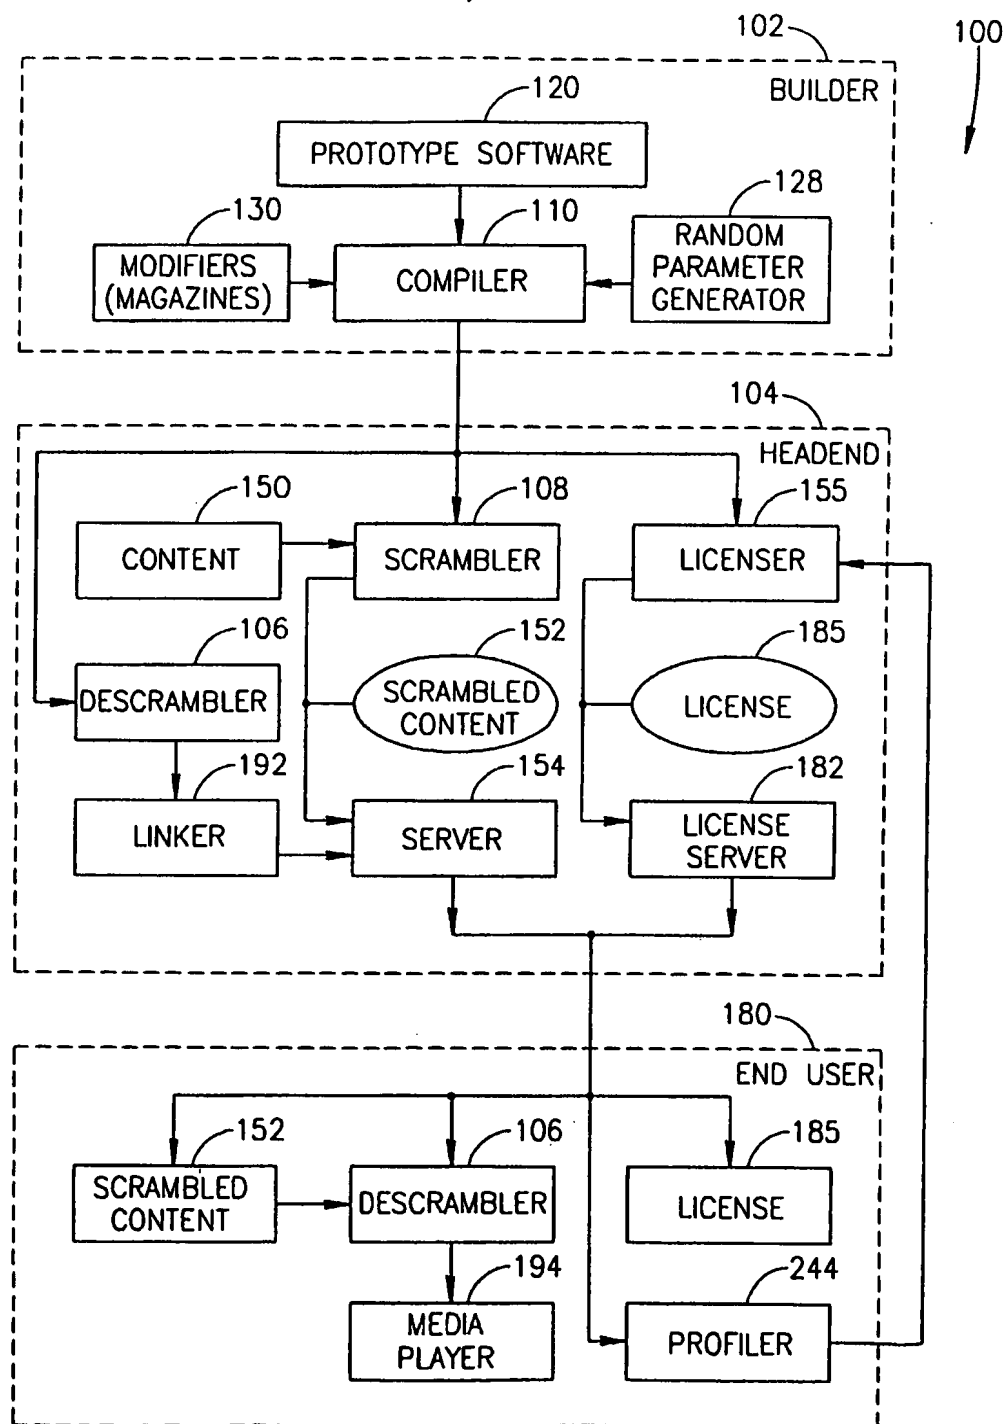 102
100
BUILDER
120
PROTOTYPE SOFTWARE
130
110
128
MODIFIERS
(MAGAZINES)
COMPILER
RANDOM
PARAMETER
GENERATOR
104
HEADEND
150
108
155
CONTENT
SCRAMBLER
LICENSER
106
152
185
DESCRAMBLER
SCRAMBLED
CONTENT
LICENSE
192
154
182
LINKER
SERVER
LICENSE
SERVER
180
END USER
152
106
185
SCRAMBLED
CONTENT
DESCRAMBLER
LICENSE
194
244
MEDIA
PLAYER
PROFILER